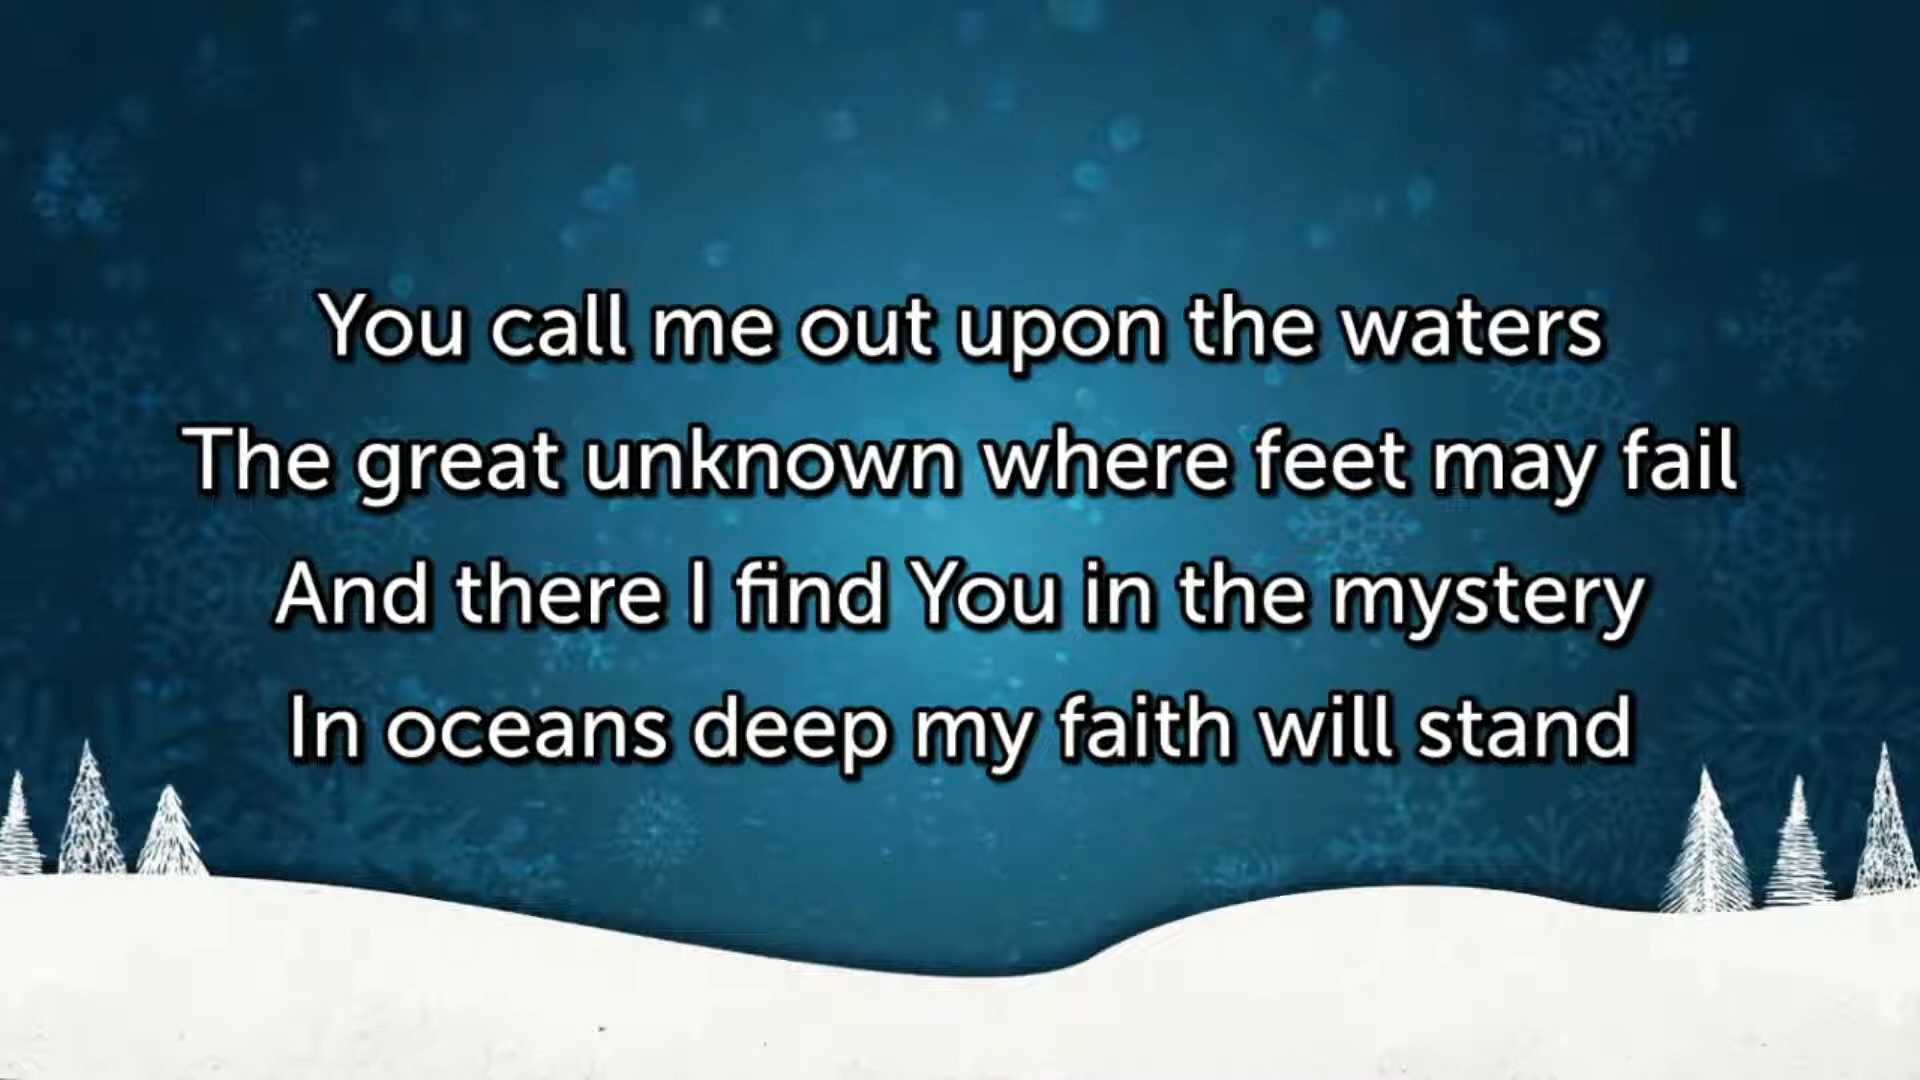 You call me out upon the waters
The great unknown where feet may fail
And there I find You in the mystery
In oceans deep my faith will stand